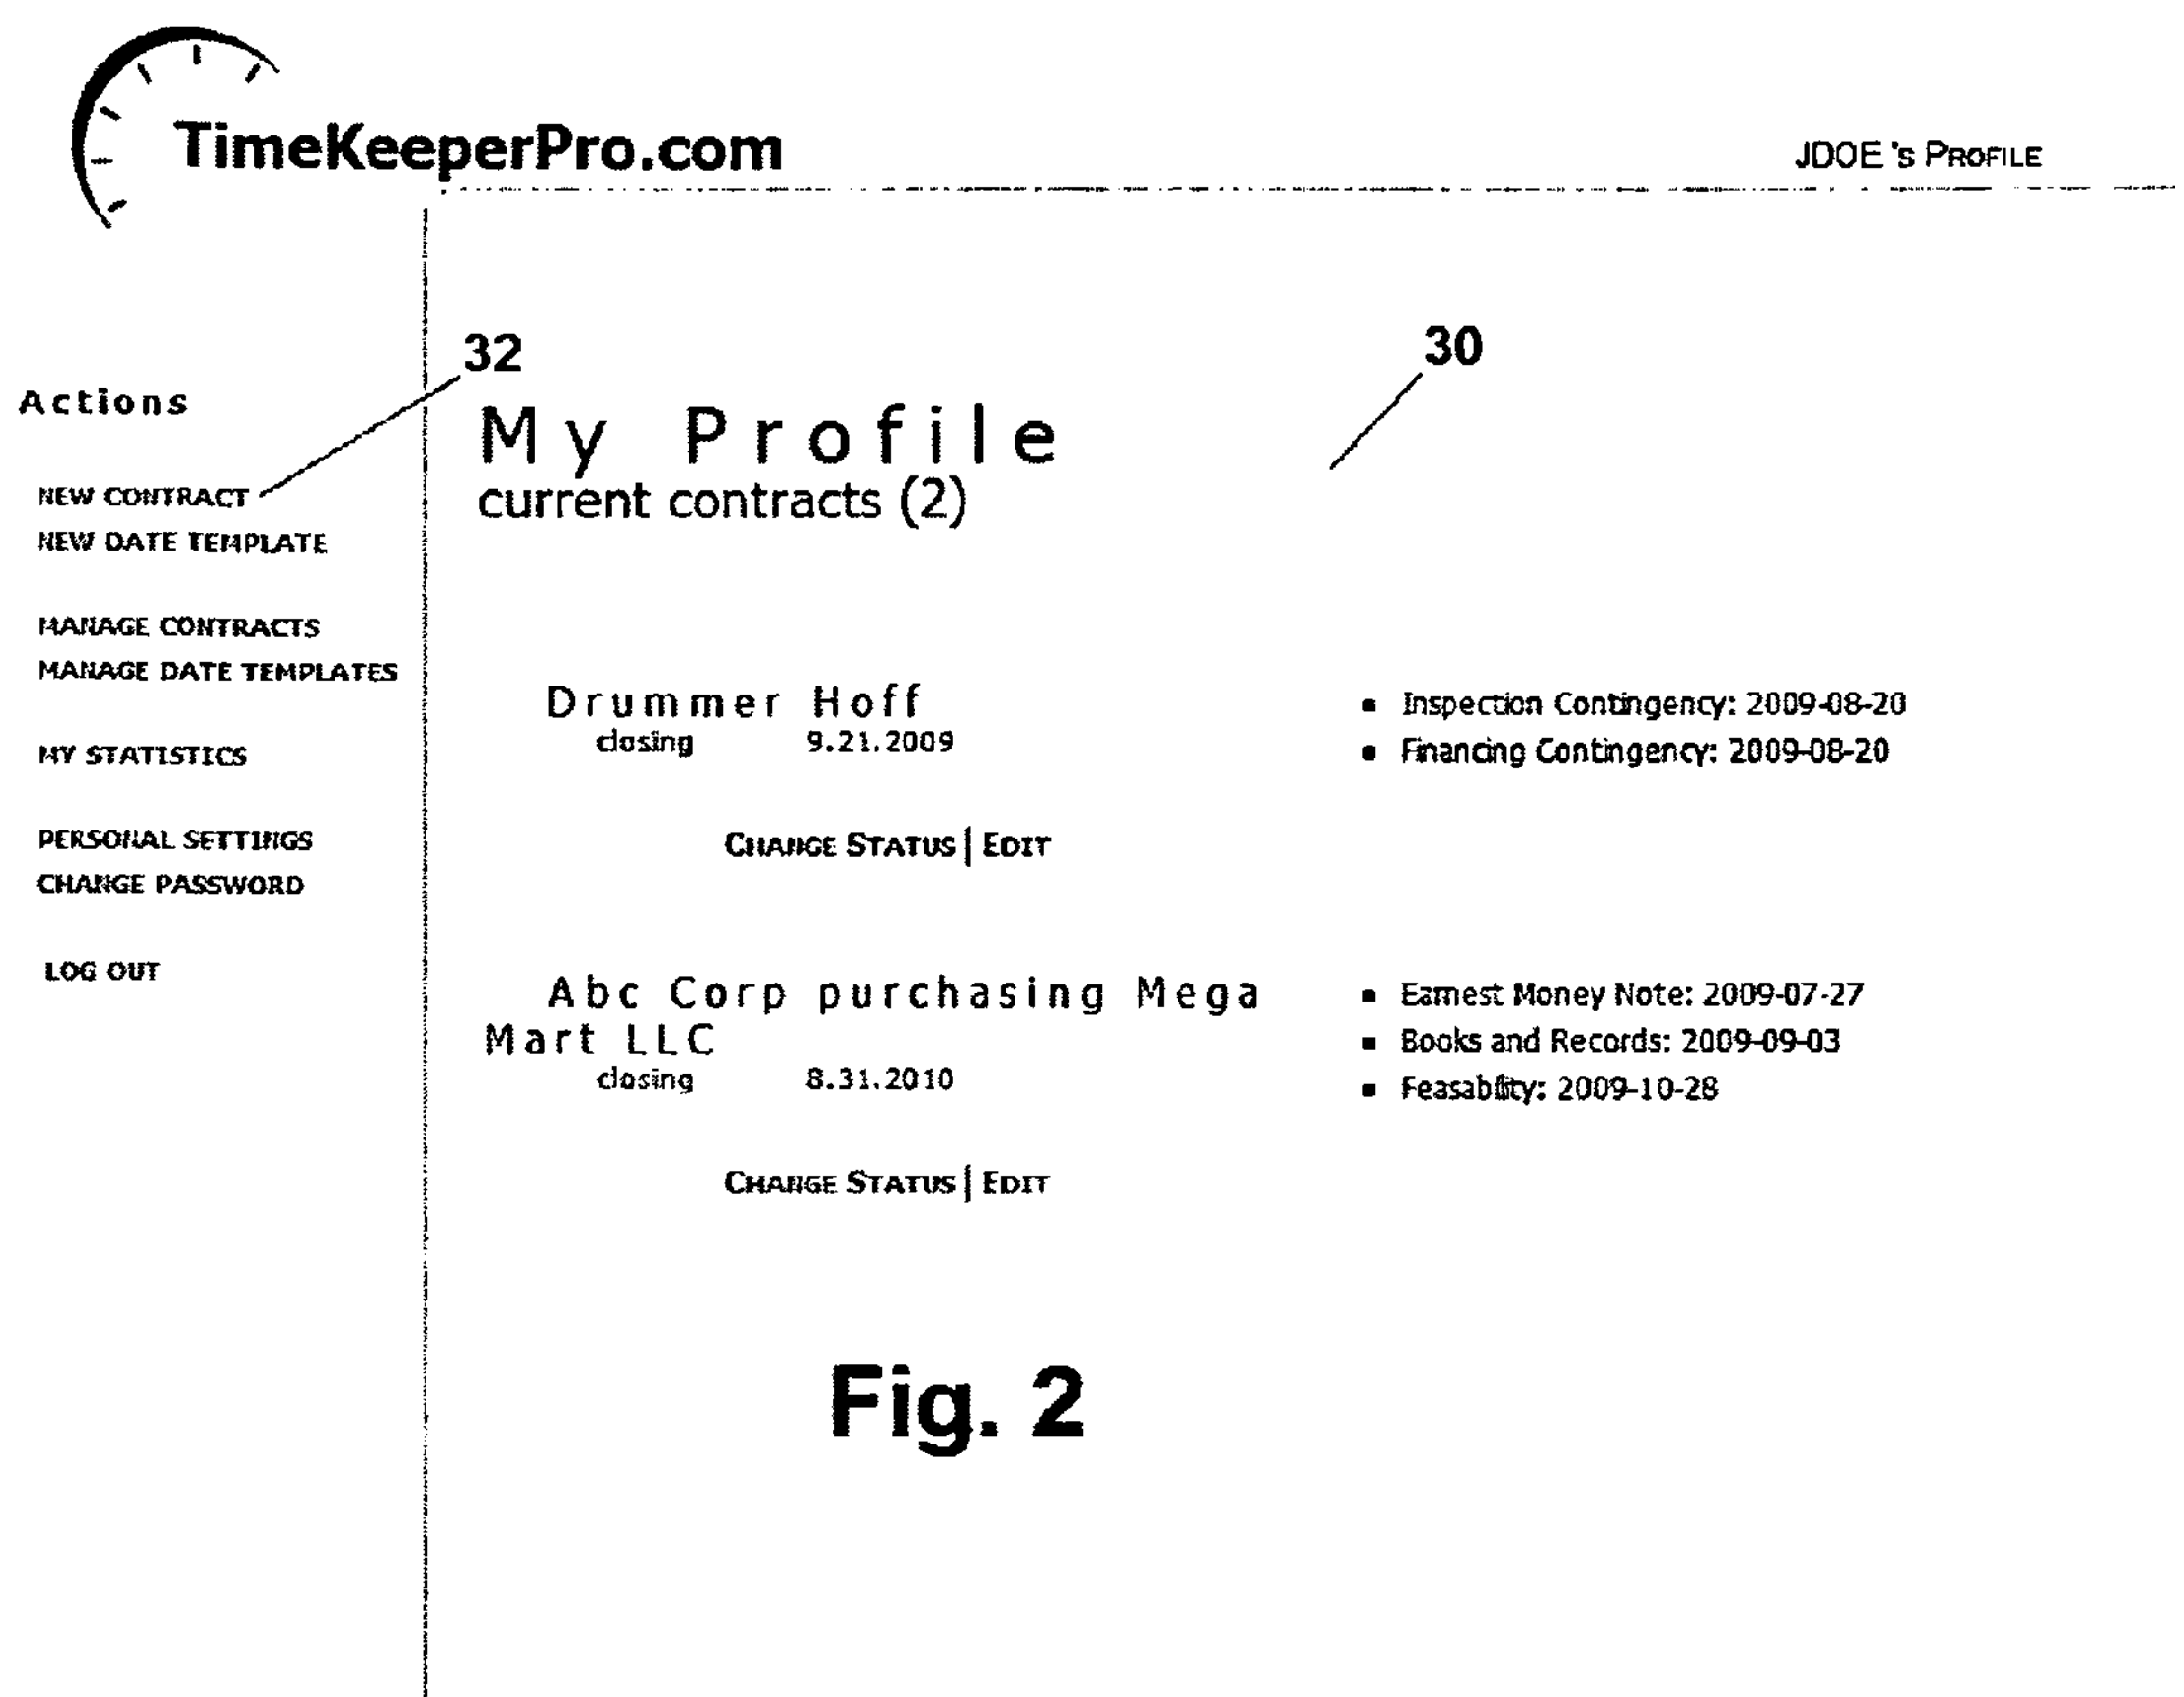 TimeKeeperPro.com
JDOE 's PROFILE
32
30
Actions
NEW CONTRACT
NEW DATE TEMPLATE
MANAGE CONTRACTS
MANAGE DATE TEMPLATES
MY STATISTICS
PERSONAL SETTINGS
CHANGE PASSWORD
LOG OUT
My Profile
current contracts (2)
Drummer Hoff
closing 9.21.2009
▪ Inspection Contingency: 2009-08-20
▪ Financing Contingency: 2009-08-20
CHANGE STATUS | EDIT
Abc Corp purchasing Mega
Mart LLC
closing 8.31.2010
▪ Earnest Money Note: 2009-07-27
▪ Books and Records: 2009-09-03
▪ Feasability: 2009-10-28
CHANGE STATUS | EDIT
Fig. 2